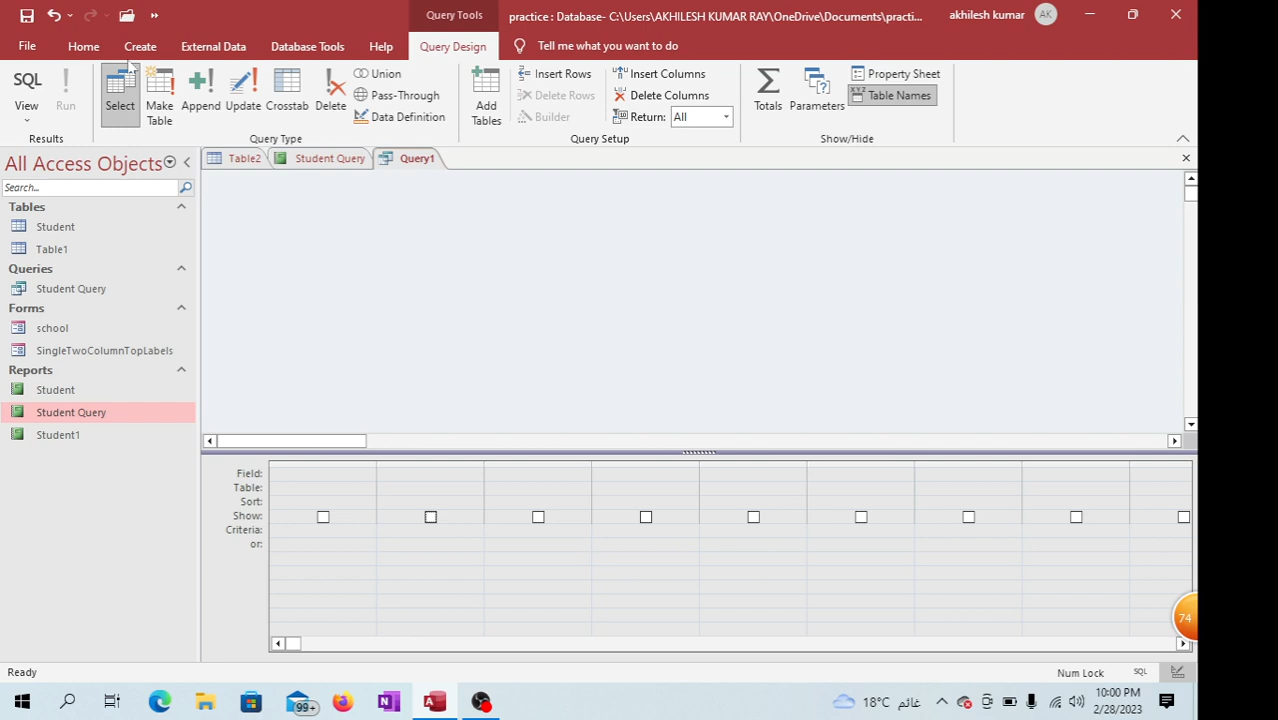 Query Tools
practice : Database- C:\Users\AKHILESH KUMAR RAY\OneDrive\Documents\practi...
akhilesh kumar
AK
File
Home
Create
External Data
Database Tools
Help
Query Design
Tell me what you want to do
SQL
View
Run
Select
Make Table
Append
Update
Crosstab
Delete
Union
Pass-Through
Data Definition
Add Tables
Insert Rows
Delete Rows
Builder
Insert Columns
Delete Columns
Return: All
Totals
Parameters
Property Sheet
XYZ Table Names
Results
Query Type
Query Setup
Show/Hide
All Access Objects
Search...
Tables
Student
Table1
Queries
Student Query
Forms
school
SingleTwoColumnTopLabels
Reports
Student
Student Query
Student1
Table2
Student Query
Query1
Field:
Table:
Sort:
Show:
Criteria:
or:
74
Ready
Num Lock
SQL
99+
18°C غائم
10:00 PM
2/28/2023